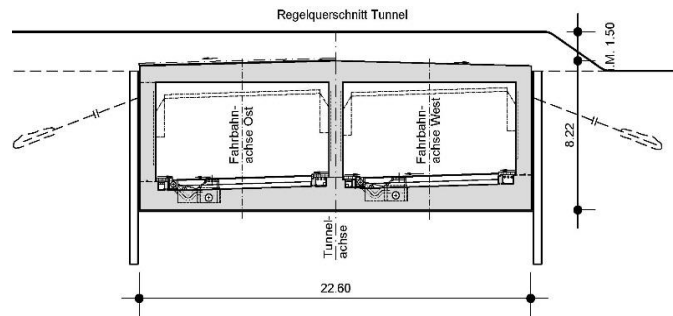 Regelquerschnitt Tunnel
.M. 1.50
Fahrbahn-
achse Ost
Fahrbahn-
achse West
8.22
Tunnel-
achse
22.60